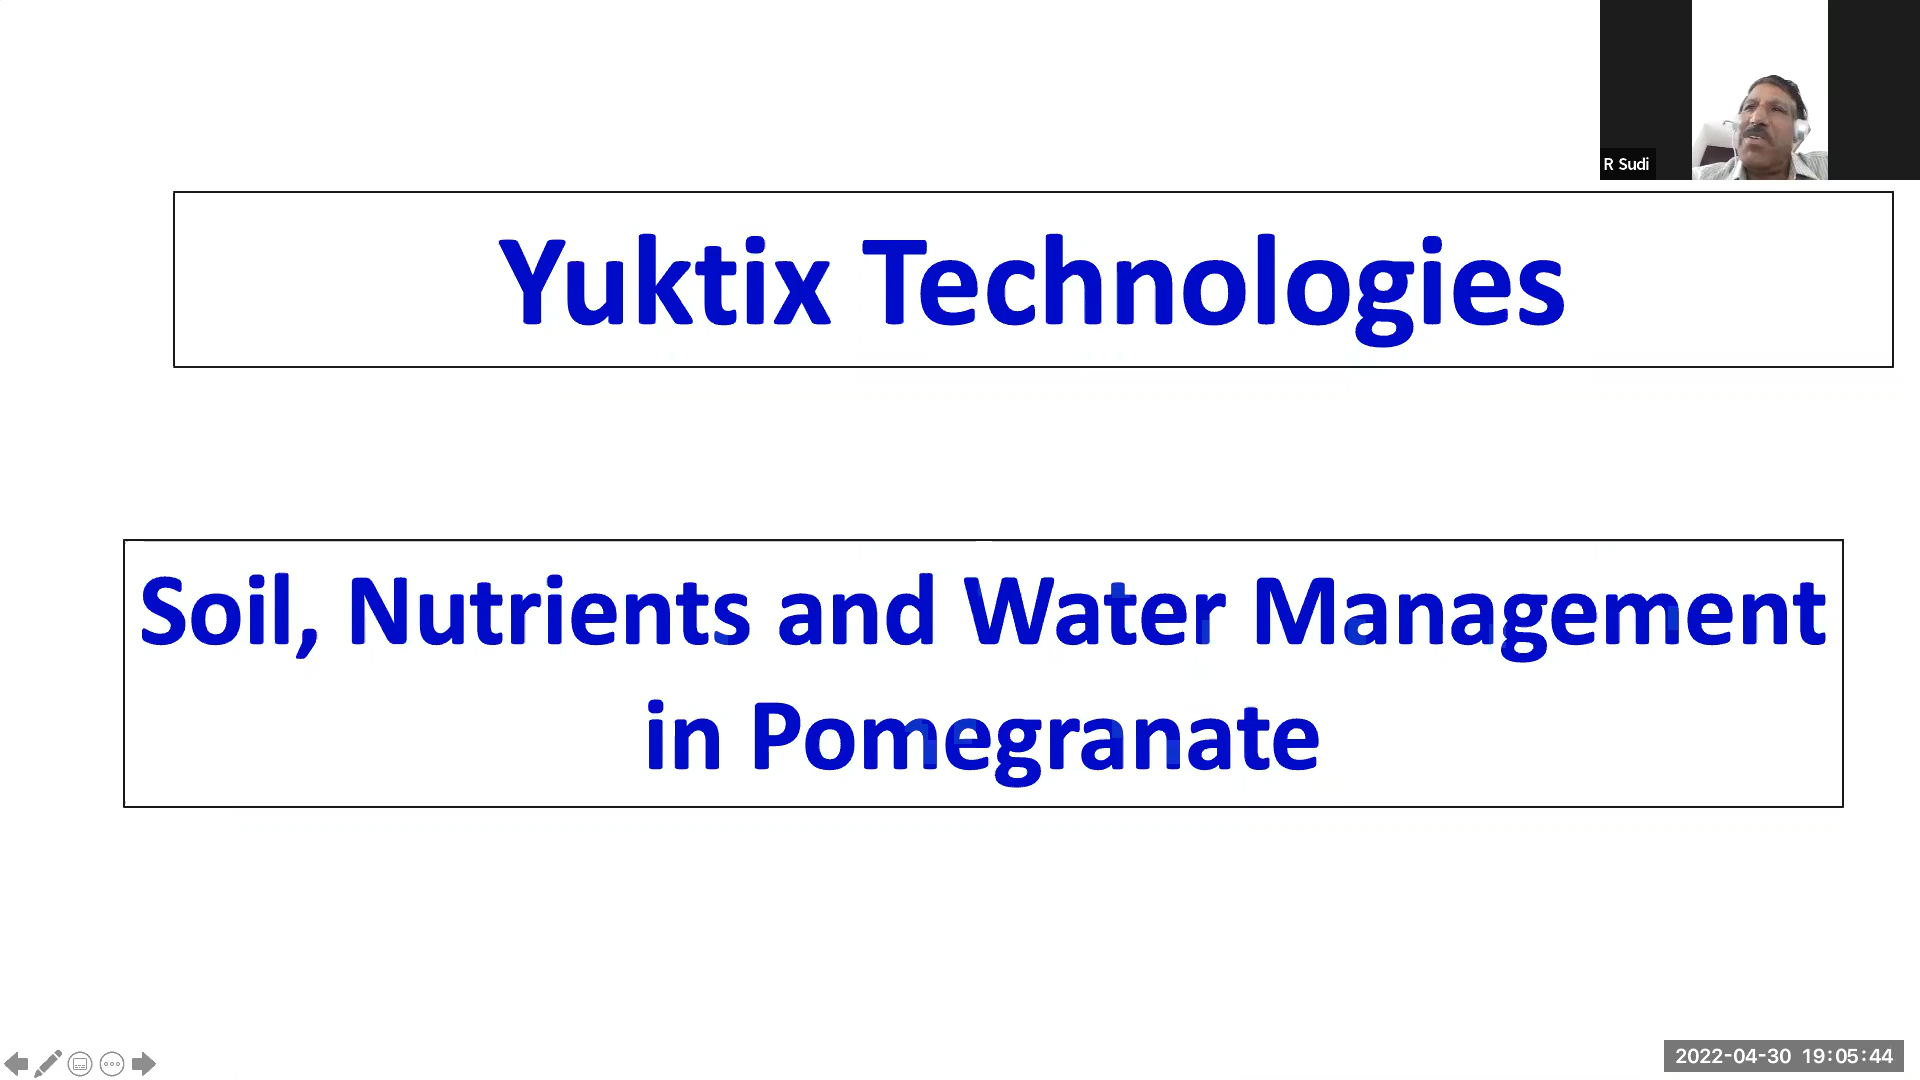 R Sudi
Yuktix Technologies
Soil, Nutrients and Water Management
in Pomegranate
2022-04-30 19:05:44